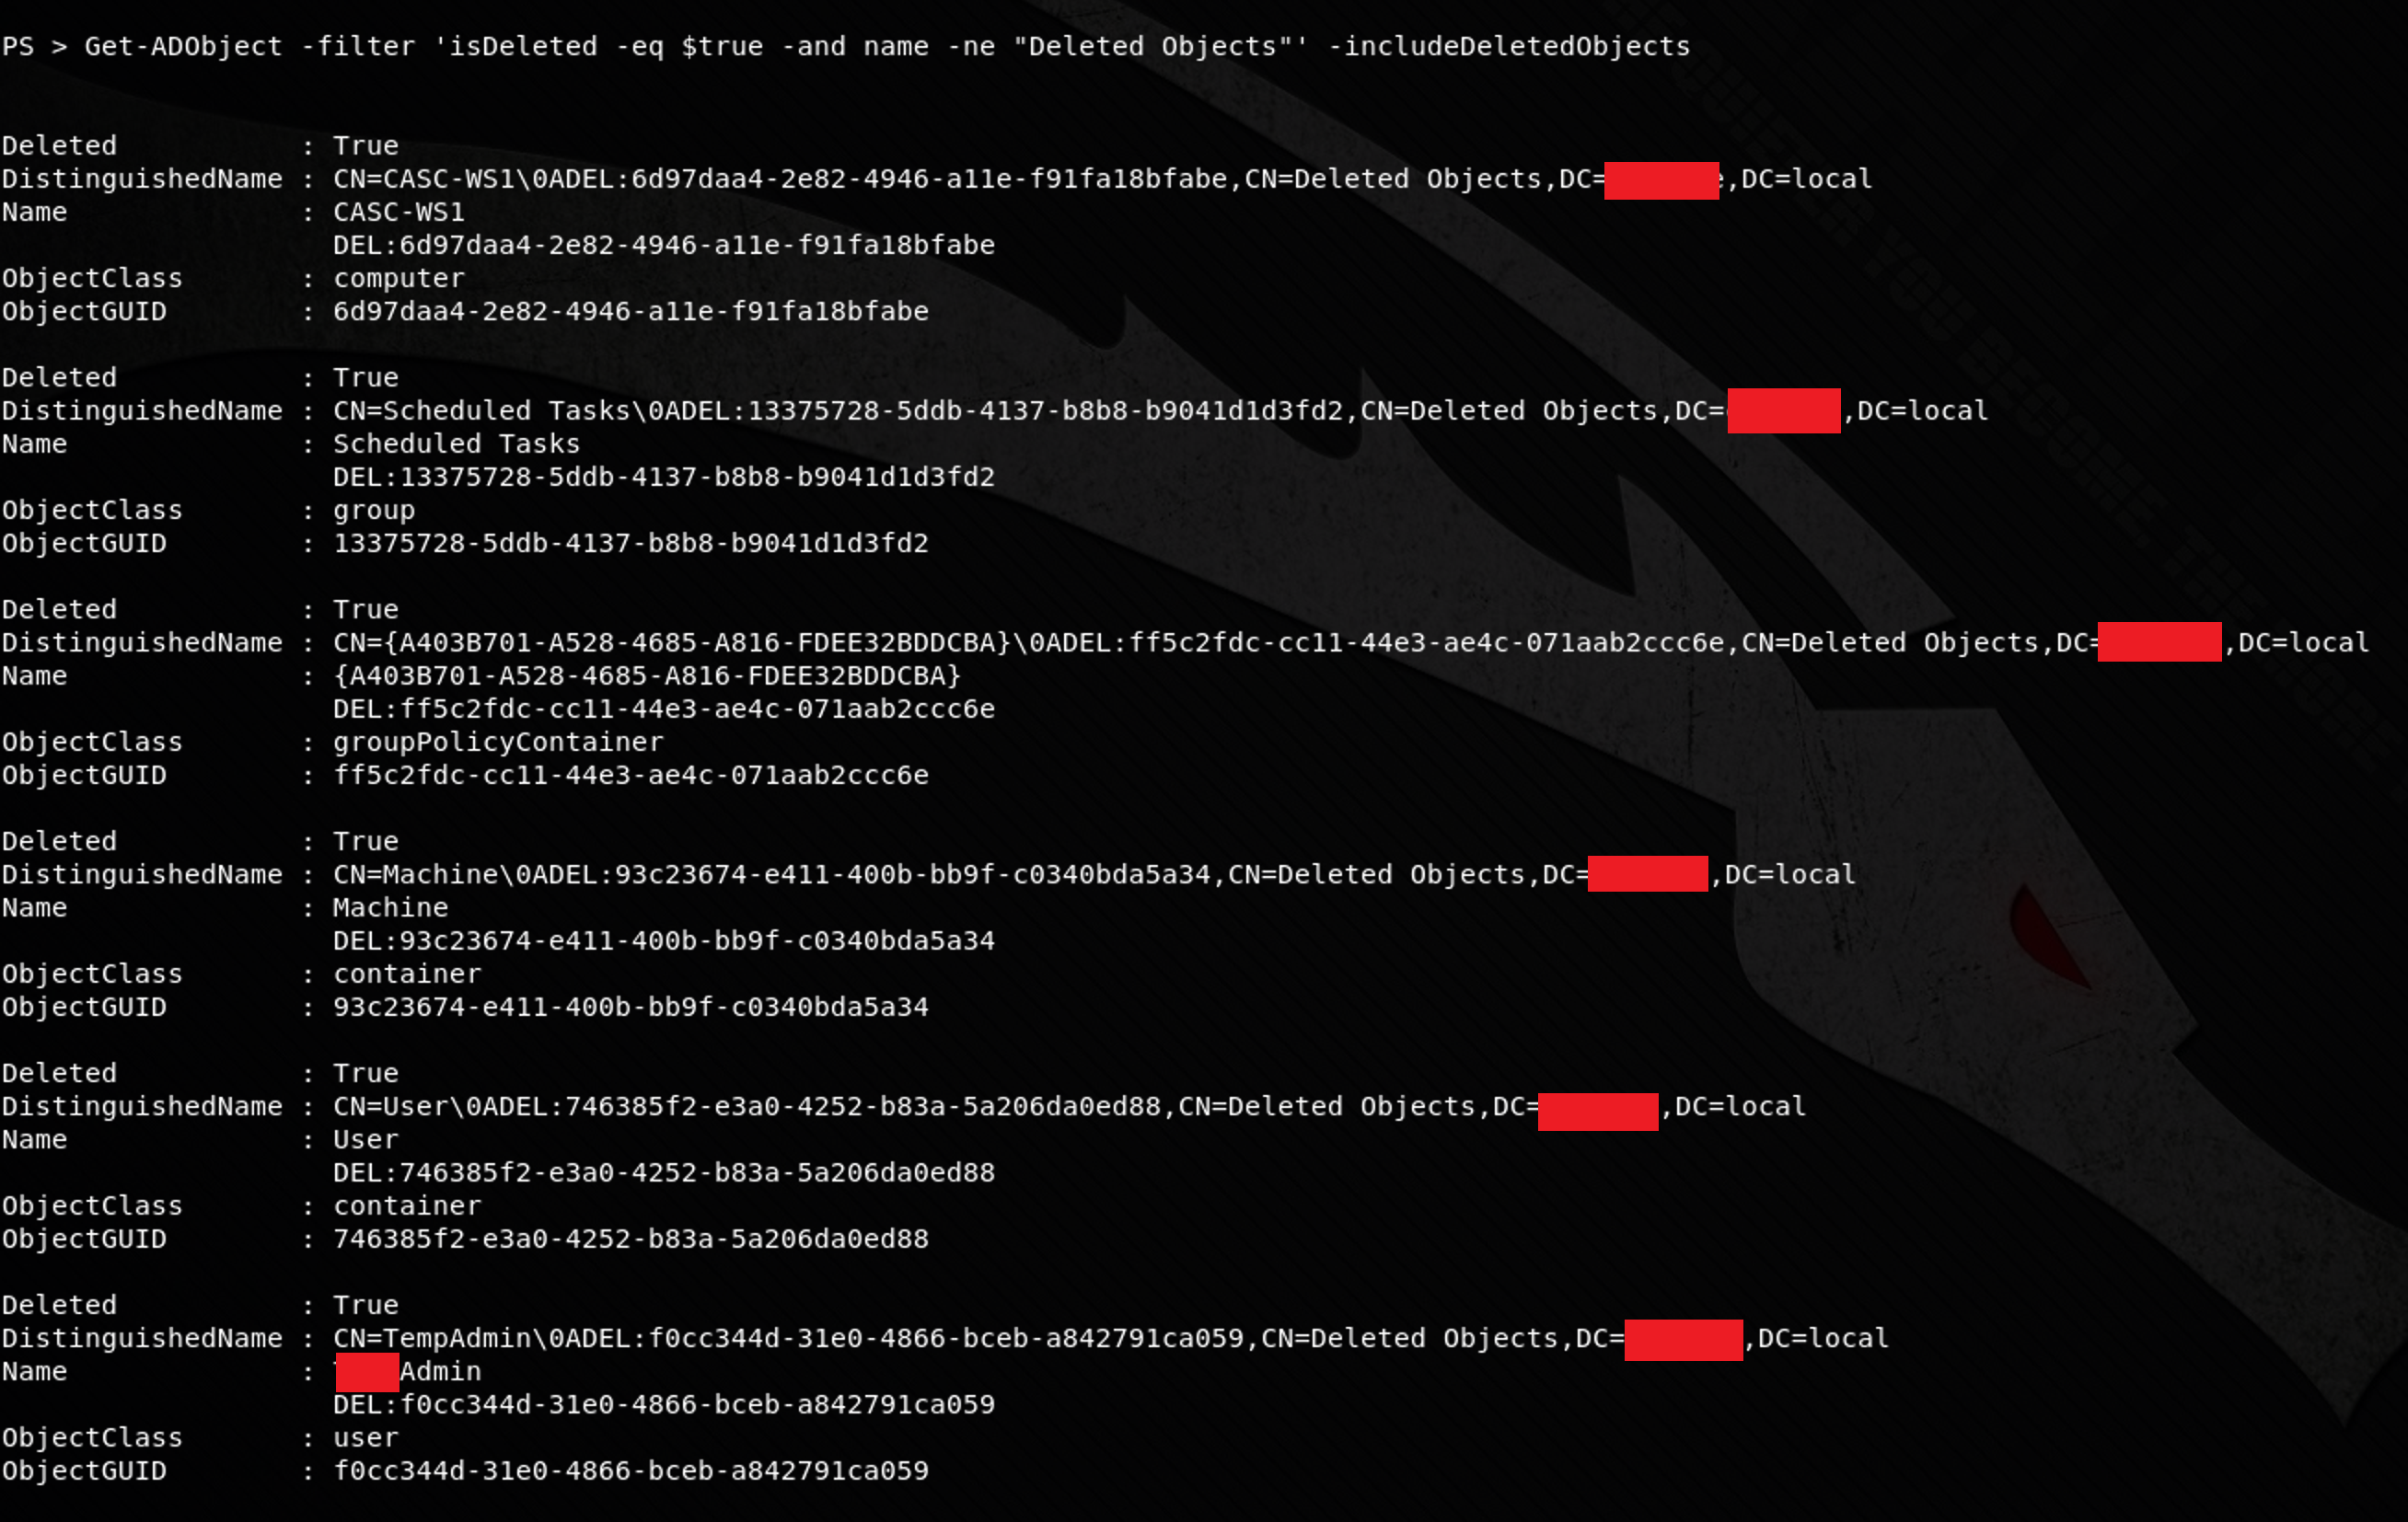 PS > Get-ADObject -filter 'isDeleted -eq $true -and name -ne "Deleted Objects"' -includeDeletedObjects
Deleted : True
DistinguishedName : CN=CASC-WS1\0ADEL:6d97daa4-2e82-4946-a11e-f91fa18bfabe,CN=Deleted Objects,DC= ,DC=local
Name : CASC-WS1
DEL:6d97daa4-2e82-4946-a11e-f91fa18bfabe
ObjectClass : computer
ObjectGUID : 6d97daa4-2e82-4946-a11e-f91fa18bfabe
Deleted : True
DistinguishedName : CN=Scheduled Tasks\0ADEL:13375728-5ddb-4137-b8b8-b9041d1d3fd2,CN=Deleted Objects,DC= ,DC=local
Name : Scheduled Tasks
DEL:13375728-5ddb-4137-b8b8-b9041d1d3fd2
ObjectClass : group
ObjectGUID : 13375728-5ddb-4137-b8b8-b9041d1d3fd2
Deleted : True
DistinguishedName : CN={A403B701-A528-4685-A816-FDEE32BDDCBA}\0ADEL:ff5c2fdc-cc11-44e3-ae4c-071aab2ccc6e,CN=Deleted Objects,DC= ,DC=local
Name : {A403B701-A528-4685-A816-FDEE32BDDCBA}
DEL:ff5c2fdc-cc11-44e3-ae4c-071aab2ccc6e
ObjectClass : groupPolicyContainer
ObjectGUID : ff5c2fdc-cc11-44e3-ae4c-071aab2ccc6e
Deleted : True
DistinguishedName : CN=Machine\0ADEL:93c23674-e411-400b-bb9f-c0340bda5a34,CN=Deleted Objects,DC= ,DC=local
Name : Machine
DEL:93c23674-e411-400b-bb9f-c0340bda5a34
ObjectClass : container
ObjectGUID : 93c23674-e411-400b-bb9f-c0340bda5a34
Deleted : True
DistinguishedName : CN=User\0ADEL:746385f2-e3a0-4252-b83a-5a206da0ed88,CN=Deleted Objects,DC= ,DC=local
Name : User
DEL:746385f2-e3a0-4252-b83a-5a206da0ed88
ObjectClass : container
ObjectGUID : 746385f2-e3a0-4252-b83a-5a206da0ed88
Deleted : True
DistinguishedName : CN=TempAdmin\0ADEL:f0cc344d-31e0-4866-bceb-a842791ca059,CN=Deleted Objects,DC= ,DC=local
Name : Admin
DEL:f0cc344d-31e0-4866-bceb-a842791ca059
ObjectClass : user
ObjectGUID : f0cc344d-31e0-4866-bceb-a842791ca059